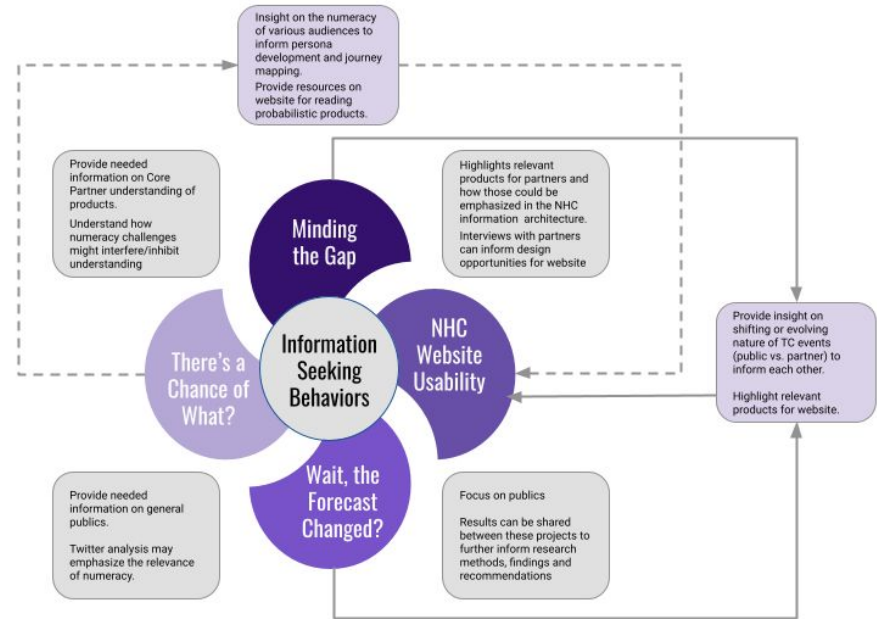 Insight on the numeracy
of various audiences to
inform persona
development and journey
mapping.
Provide resources on
website for reading
probabilistic products.
Provide needed
information on Core
Partner understanding of
products.
Understand how
numeracy challenges
might interfere/inhibit
understanding
Highlights relevant
products for partners and
how those could be
emphasized in the NHC
information architecture.
Interviews with partners
can inform design
opportunities for website
Minding
the Gap
There's a
Chance of
What?
Information
Seeking
Behaviors
NHC
Website
Usability
Wait, the
Forecast
Changed?
Provide insight on
shifting or evolving
nature of TC events
(public vs. partner) to
inform each other.
Highlight relevant
products for website.
Provide needed
information on general
publics.
Twitter analysis may
emphasize the relevance
of numeracy.
Focus on publics
Results can be shared
between these projects to
further inform research
methods, findings and
recommendations